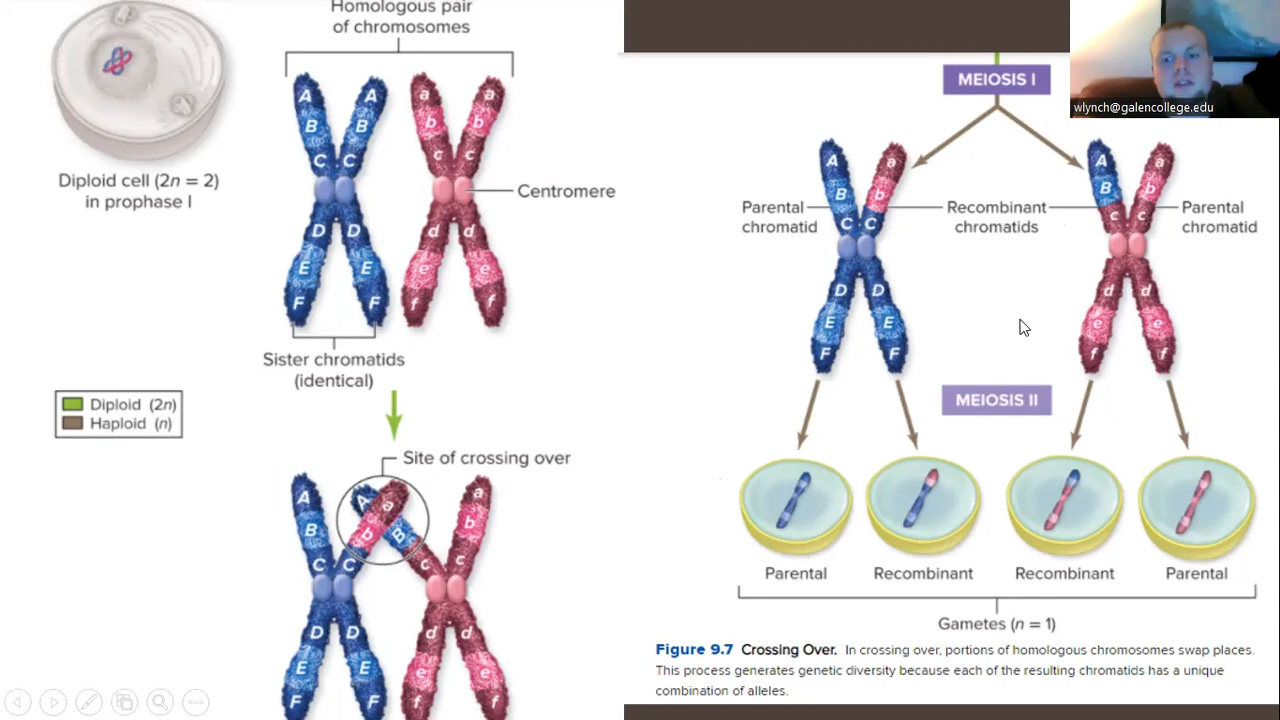 Homologous pair
of chromosomes
A A a a
B B b b
C C c c
Centromere
Diploid cell (2n = 2)
in prophase I
D D d d
E E e e
F F f f
Sister chromatids
(identical)
Diploid (2n)
Haploid (n)
Site of crossing over
A A a a
B b B b
C C c c
D D d d
E E e e
F F f f
MEIOSIS I
wlynch@galencollege.edu
A a A a
B b B b
Parental
chromatid
Recombinant
chromatids
Parental
chromatid
C C c c
D D d d
E E e e
F F f f
MEIOSIS II
Parental
Recombinant
Recombinant
Parental
Gametes (n = 1)
Figure 9.7 Crossing Over. In crossing over, portions of homologous chromosomes swap places.
This process generates genetic diversity because each of the resulting chromatids has a unique
combination of alleles.